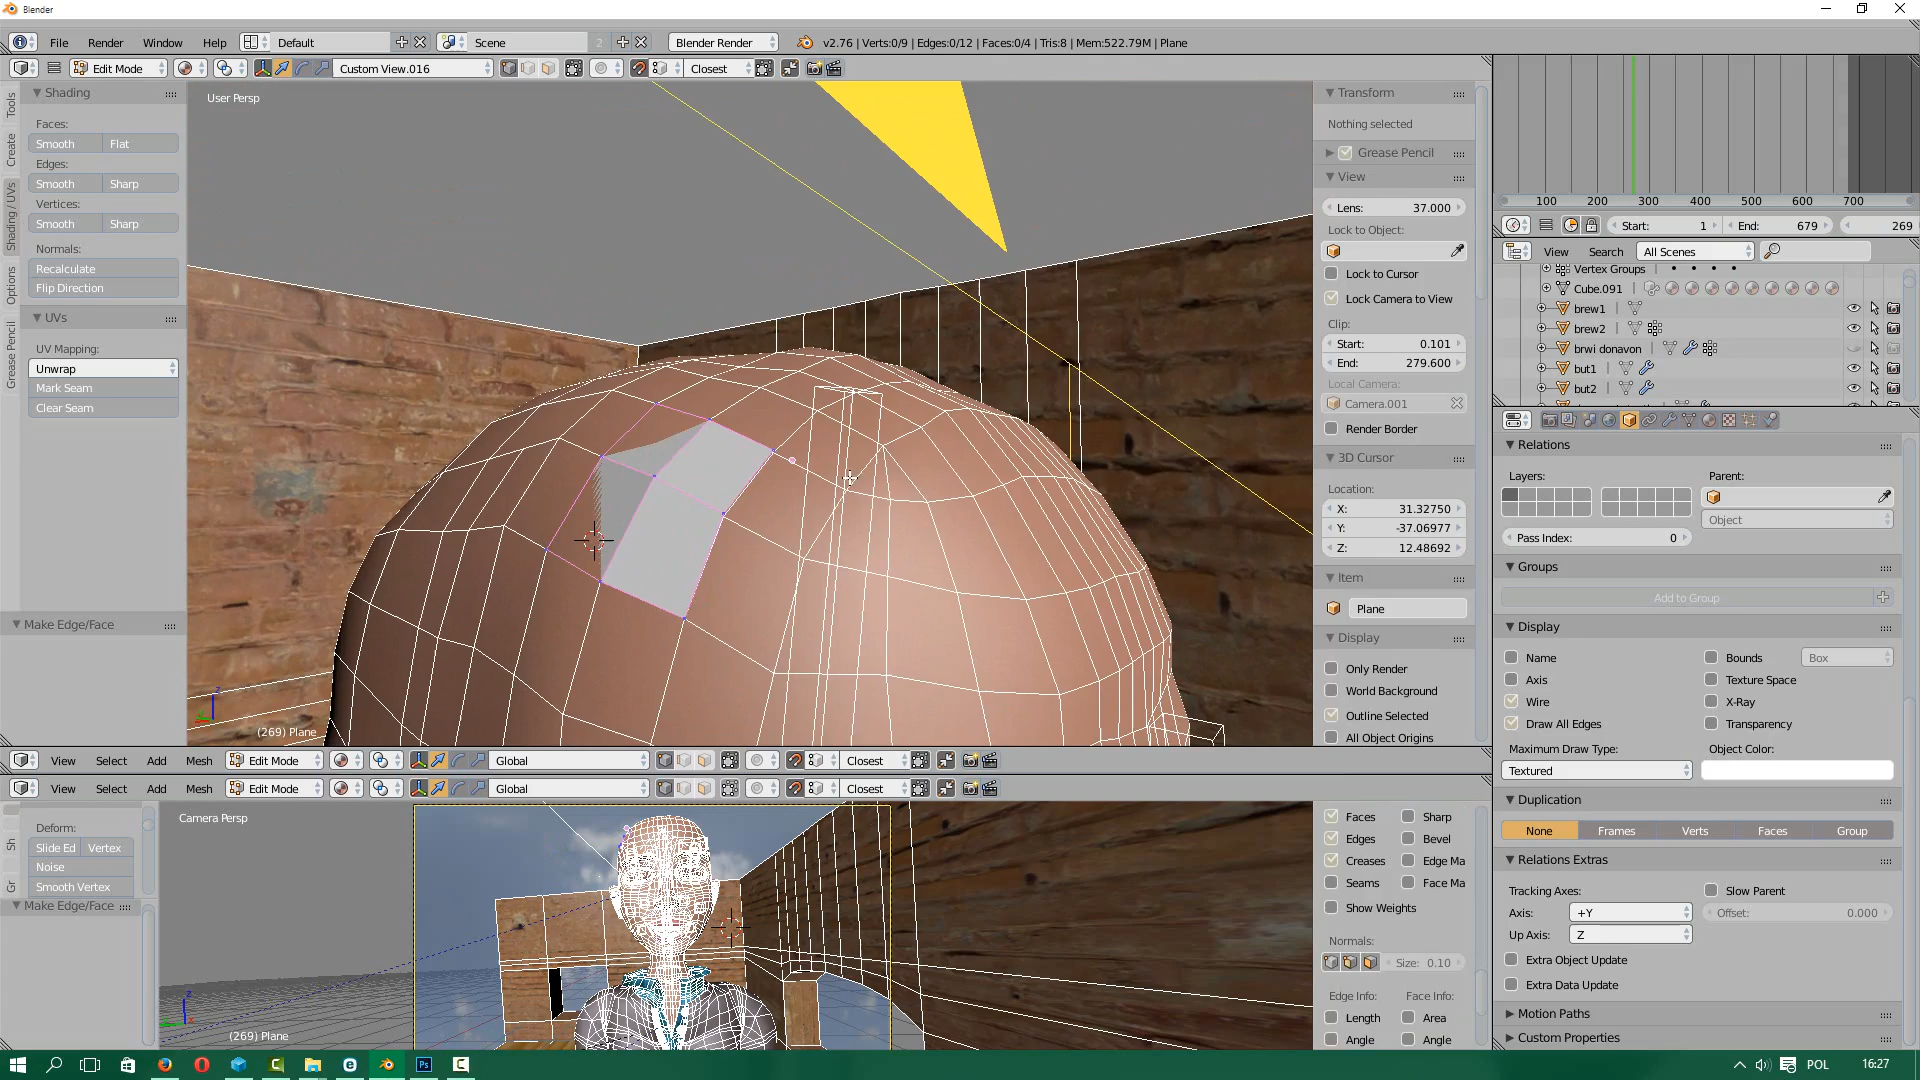 Blender
File Render Window Help Default Scene 2 Blender Render v2.76 | Verts:0/9 | Edges:0/12 | Faces:0/4 | Tris:8 | Mem:522.79M | Plane
Edit Mode Custom View.016 Closest
Tools
Create
Shading / UVs
Options
Grease Pencil
Shading
Faces:
Smooth Flat
Edges:
Smooth Sharp
Vertices:
Smooth Sharp
Normals:
Recalculate
Flip Direction
UVs
UV Mapping:
Unwrap
Mark Seam
Clear Seam
Make Edge/Face
User Persp
(269) Plane
Transform
Nothing selected
Grease Pencil
View
Lens: 37.000
Lock to Object:
Lock to Cursor
Lock Camera to View
Clip:
Start: 0.101
End: 279.600
Local Camera:
Camera.001
Render Border
3D Cursor
Location:
X: 31.32750
Y: -37.06977
Z: 12.48692
Item
Plane
Display
Only Render
World Background
Outline Selected
All Object Origins
100 200 300 400 500 600 700
Start: 1 End: 679 269
View Search All Scenes
Vertex Groups
Cube.091
brew1
brew2
brwi donavon
but1
but2
Relations
Layers: Parent:
Object
Pass Index: 0
Groups
Add to Group
Display
Name Bounds Box
Axis Texture Space
Wire X-Ray
Draw All Edges Transparency
Maximum Draw Type: Object Color:
Textured
Duplication
None Frames Verts Faces Group
Relations Extras
Tracking Axes: Slow Parent
Axis: +Y Offset: 0.000
Up Axis: Z
Extra Object Update
Extra Data Update
Motion Paths
Custom Properties
View Select Add Mesh Edit Mode Global Closest
View Select Add Mesh Edit Mode Global Closest
Sh
Gr
Deform:
Slide Ed Vertex
Noise
Smooth Vertex
Make Edge/Face
Camera Persp
(269) Plane
Faces Sharp
Edges Bevel
Creases Edge Ma
Seams Face Ma
Show Weights
Normals:
Size: 0.10
Edge Info: Face Info:
Length Area
Angle Angle
POL 16:27